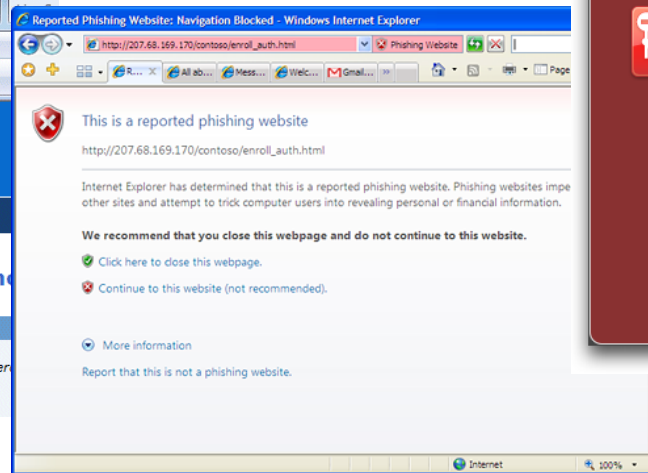 Reported Phishing Website: Navigation Blocked - Windows Internet Explorer
http://207.68.169.170/contoso/enrol_auth.html
Phishing Website
R...
All ab...
Mess...
Welc...
Gmail...
Page
This is a reported phishing website
http://207.68.169.170/contoso/enroll_auth.html
Internet Explorer has determined that this is a reported phishing website. Phishing websites impe
other sites and attempt to trick computer users into revealing personal or financial information.
We recommend that you close this webpage and do not continue to this website.
Click here to close this webpage.
Continue to this website (not recommended).
More information
Report that this is not a phishing website.
Internet
100%